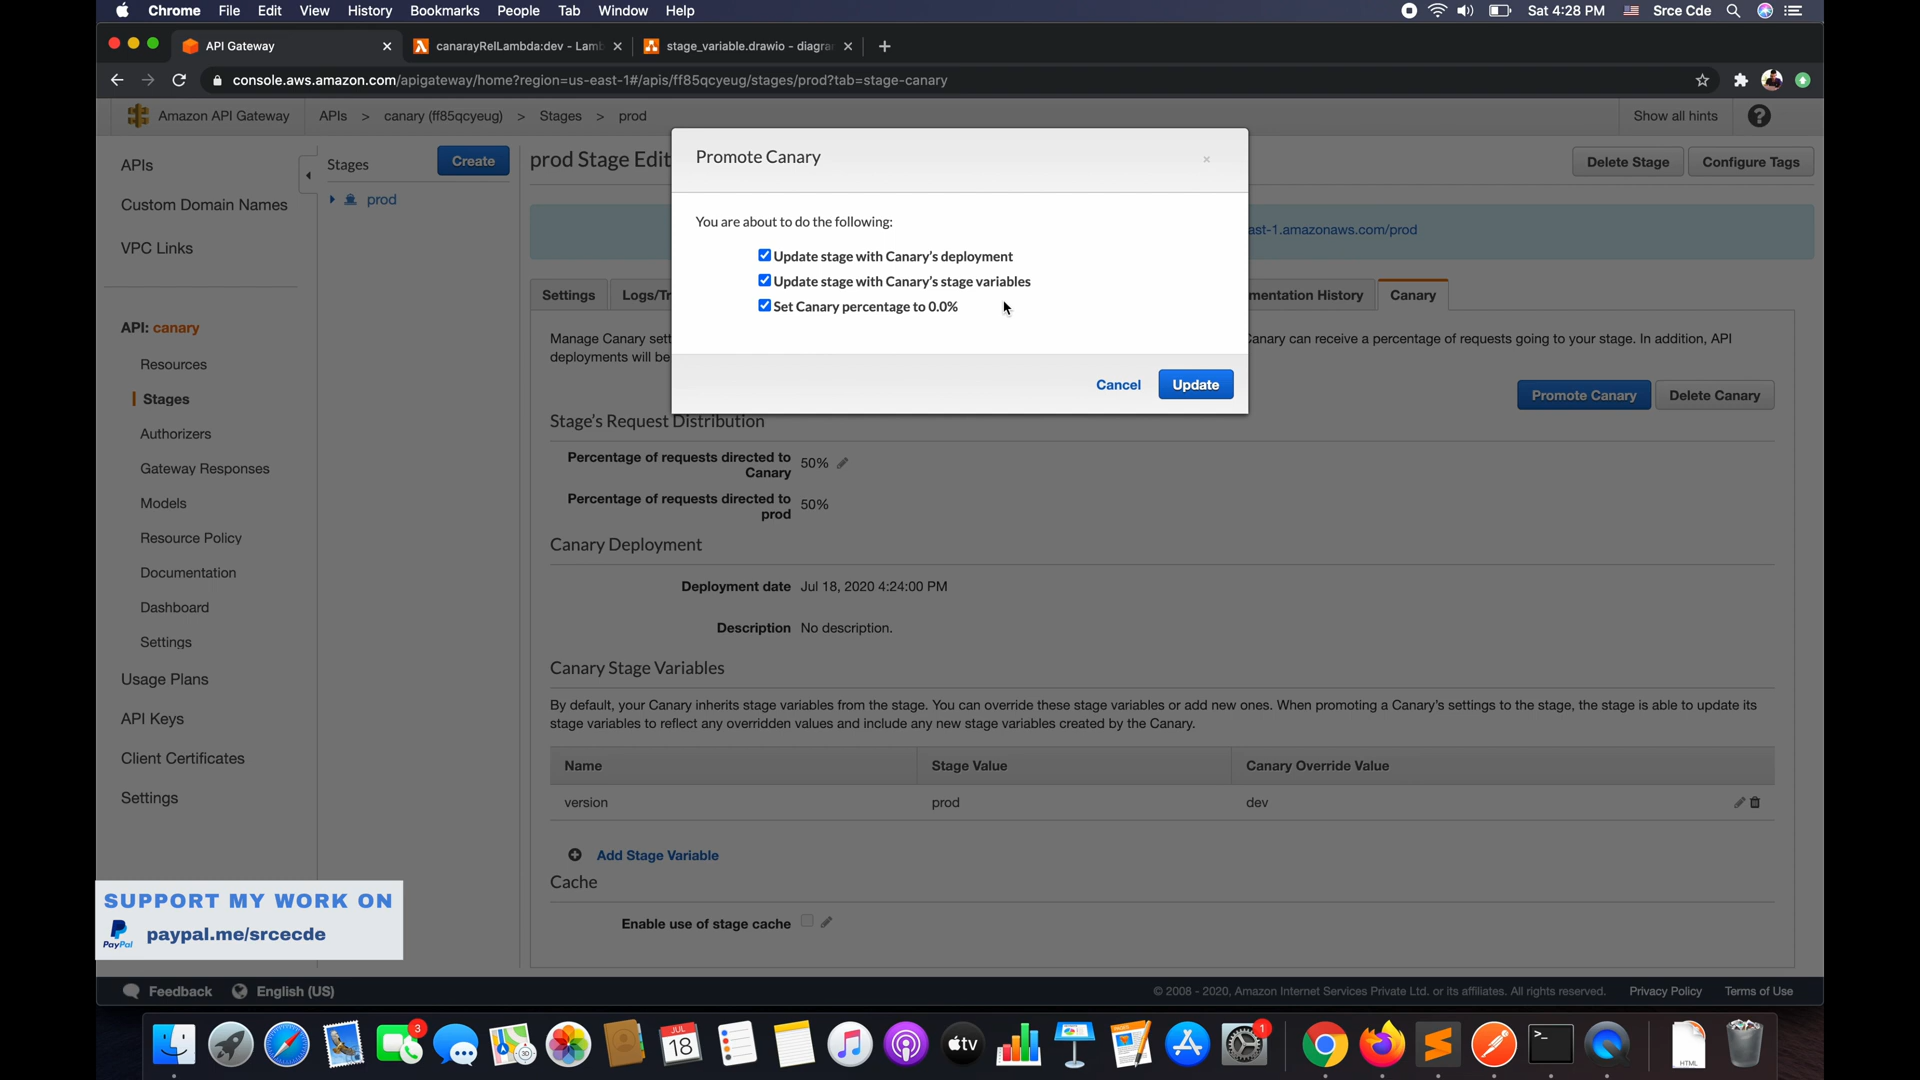 Chrome File Edit View History Bookmarks People Tab Window Help Sat 4:28 PM Srce Cde
API Gateway canarayRelLambda:dev - Lamb stage_variable.drawio - diagra
console.aws.amazon.com/apigateway/home?region=us-east-1#/apis/ff85qcyeug/stages/prod?tab=stage-canary
Amazon API Gateway APIs > canary (ff85qcyeug) > Stages > prod Show all hints
APIs
Custom Domain Names
VPC Links
API: canary
Resources
Stages
Authorizers
Gateway Responses
Models
Resource Policy
Documentation
Dashboard
Settings
Usage Plans
API Keys
Client Certificates
Settings
Stages Create
prod
prod Stage Edit
Delete Stage Configure Tags
ast-1.amazonaws.com/prod
Settings Logs/Tr mentation History Canary
Promote Canary
You are about to do the following:
Update stage with Canary's deployment
Update stage with Canary's stage variables
Set Canary percentage to 0.0%
Cancel Update
Manage Canary sett Canary can receive a percentage of requests going to your stage. In addition, API
deployments will be
Promote Canary Delete Canary
Stage's Request Distribution
Percentage of requests directed to
Canary 50%
Percentage of requests directed to
prod 50%
Canary Deployment
Deployment date Jul 18, 2020 4:24:00 PM
Description No description.
Canary Stage Variables
By default, your Canary inherits stage variables from the stage. You can override these stage variables or add new ones. When promoting a Canary's settings to the stage, the stage is able to update its
stage variables to reflect any overridden values and include any new stage variables created by the Canary.
Name Stage Value Canary Override Value
version prod dev
Add Stage Variable
Cache
Enable use of stage cache
SUPPORT MY WORK ON
PayPal paypal.me/srcecde
Feedback English (US) © 2008 - 2020, Amazon Internet Services Private Ltd. or its affiliates. All rights reserved. Privacy Policy Terms of Use
3
3D
JUL
18
tv
1
HTML